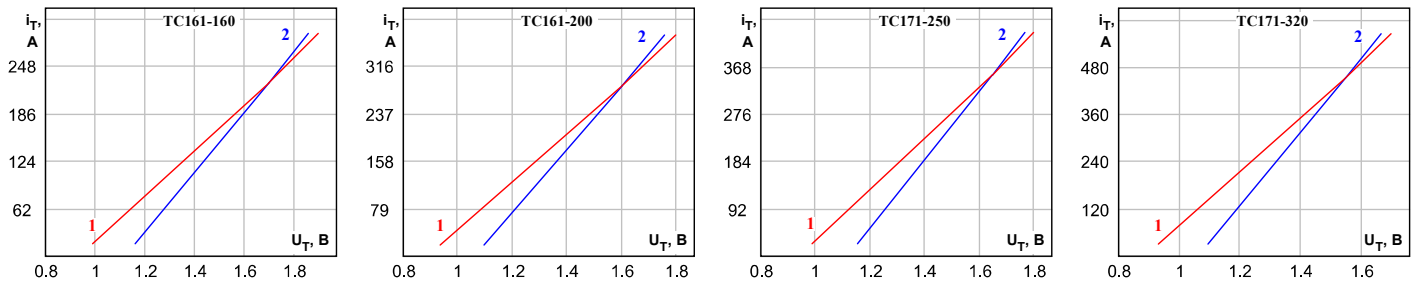 i_T, A TC161-160
2
248
186
124
62
1
U_T, B
0.8 1 1.2 1.4 1.6 1.8
i_T, A TC161-200
2
316
237
158
79
1
U_T, B
0.8 1 1.2 1.4 1.6 1.8
i_T, A TC171-250
2
368
276
184
92
1
U_T, B
0.8 1 1.2 1.4 1.6 1.8
i_T, A TC171-320
2
480
360
240
120
1
U_T, B
0.8 1 1.2 1.4 1.6